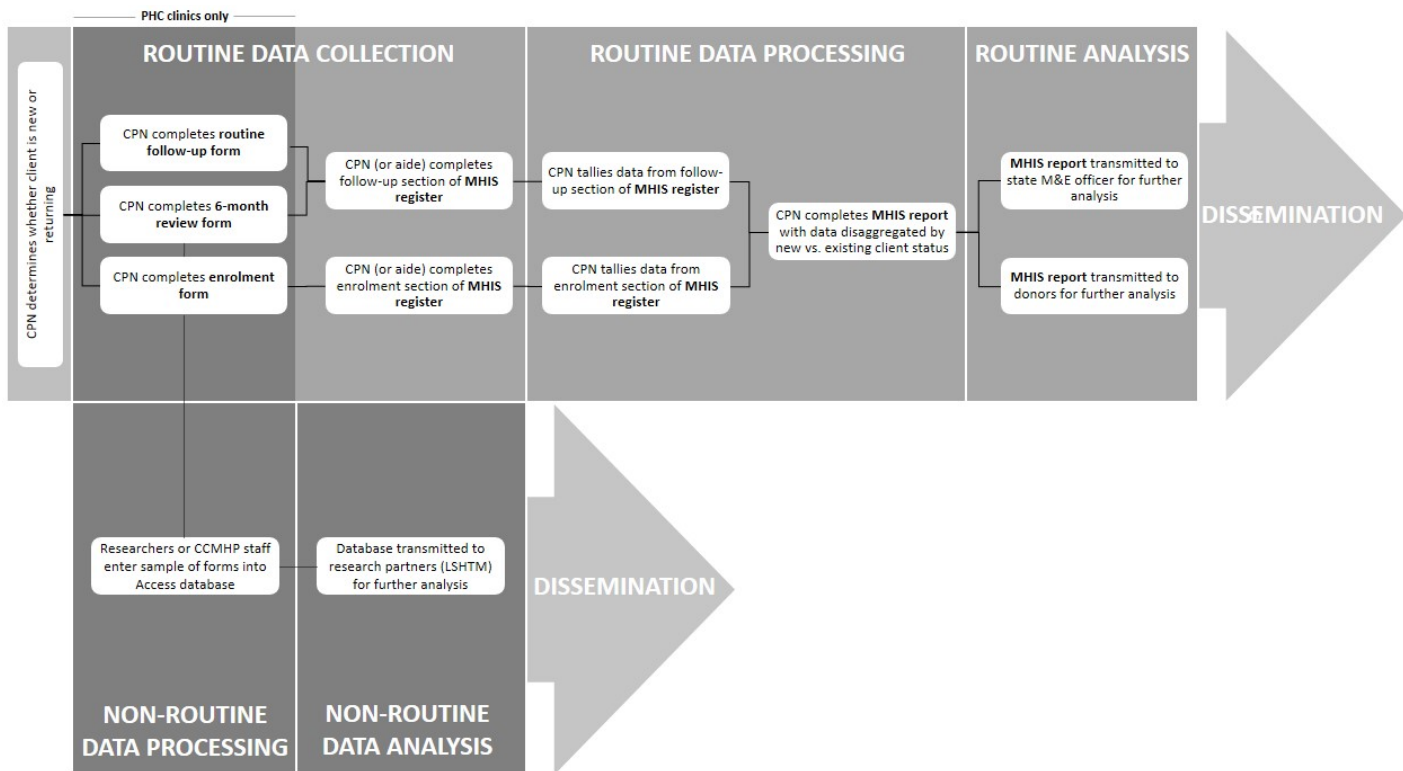 PHC clinics only
ROUTINE DATA COLLECTION
ROUTINE DATA PROCESSING
ROUTINE ANALYSIS
CPN determines whether client is new or
returning
CPN completes routine
follow-up form
CPN completes 6-month
review form
CPN completes enrolment
form
CPN (or aide) completes
follow-up section of MHIS
register
CPN (or aide) completes
enrolment section of MHIS
register
CPN tallies data from follow-
up section of MHIS register
CPN tallies data from
enrolment section of MHIS
register
CPN completes MHIS report
with data disaggregated by
new vs. existing client status
MHIS report transmitted to
state M&E officer for further
analysis
MHIS report transmitted to
donors for further analysis
DISSEMINATION
Researchers or CCMHP staff
enter sample of forms into
Access database
Database transmitted to
research partners (LSHTM)
for further analysis
DISSEMINATION
NON-ROUTINE
DATA PROCESSING
NON-ROUTINE
DATA ANALYSIS